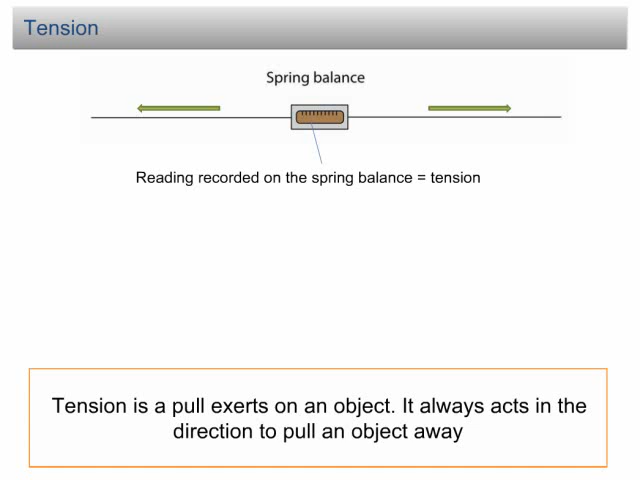 Tension
Spring balance
Reading recorded on the spring balance = tension
Tension is a pull exerts on an object. It always acts in the
direction to pull an object away